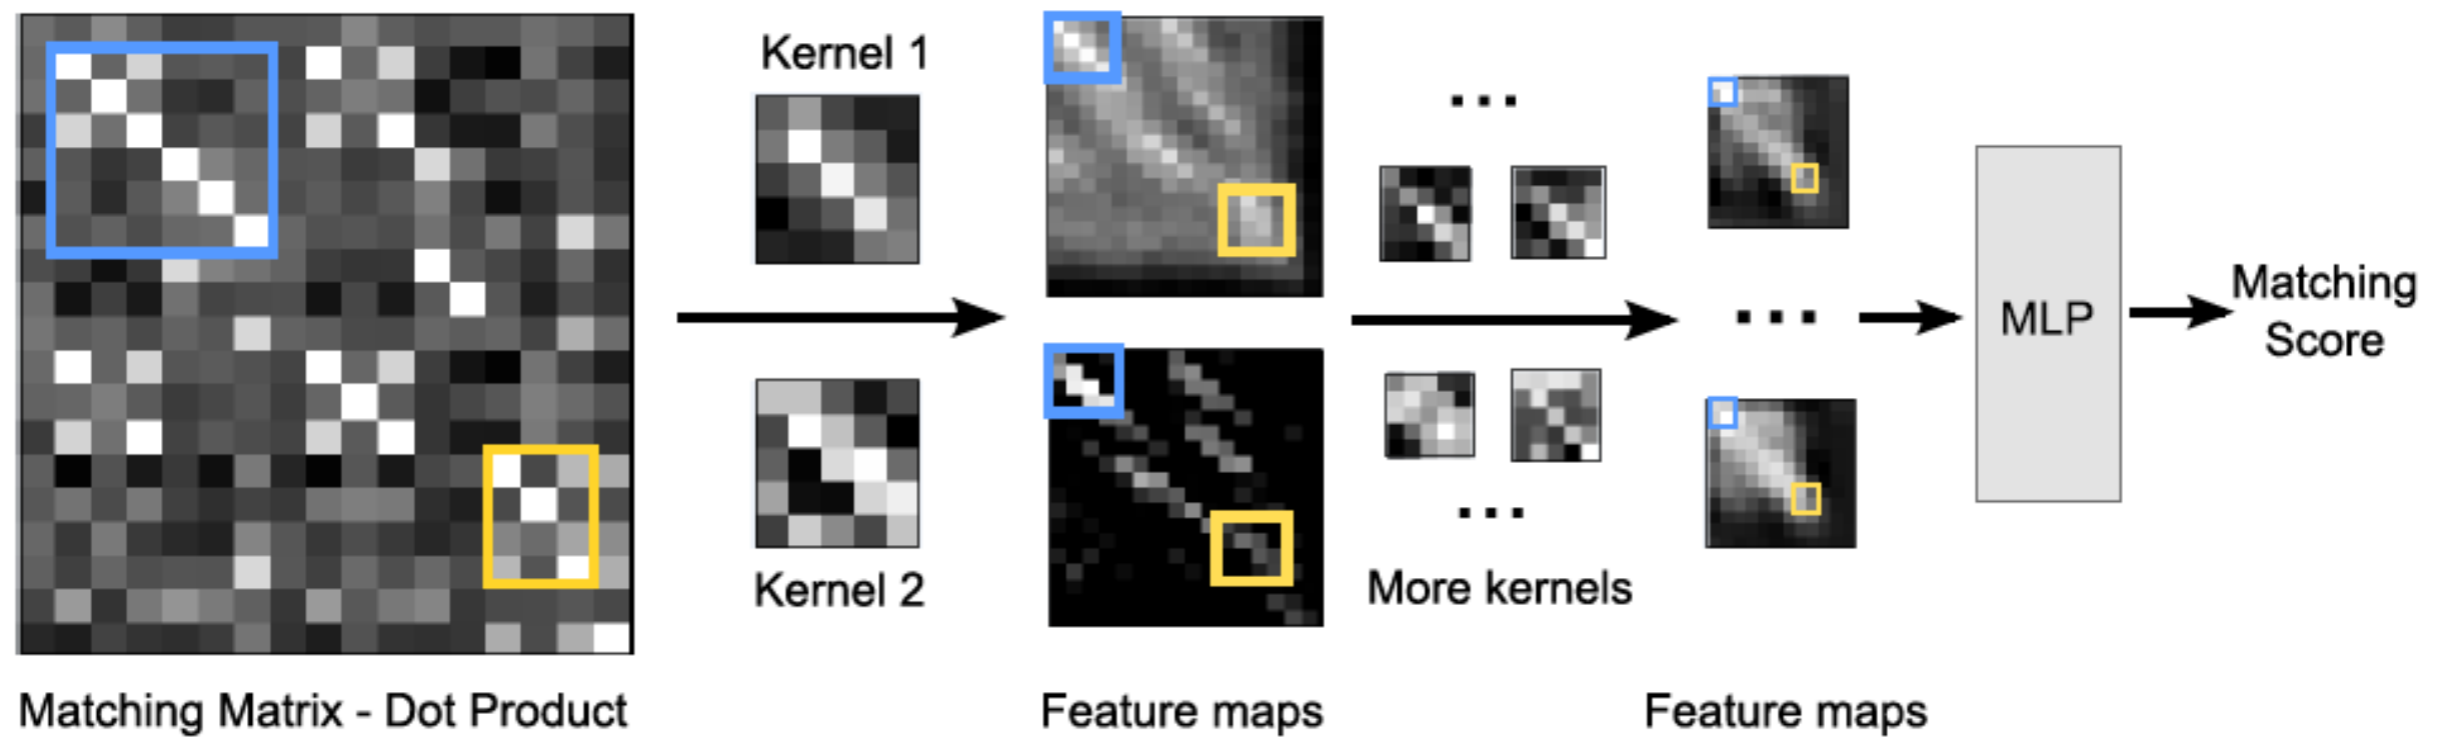 Kernel 1
Kernel 2
...
...
More kernels
...
MLP
Matching
Score
Matching Matrix - Dot Product
Feature maps
Feature maps